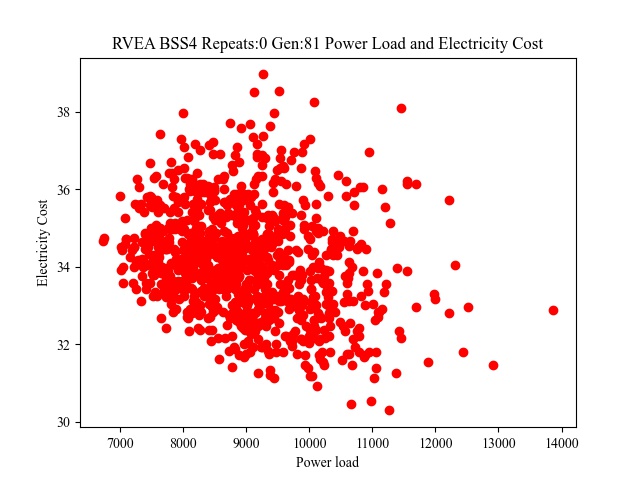 RVEA BSS4 Repeats:0 Gen:81 Power Load and Electricity Cost
Electricity Cost
38
36
34
32
30
7000 8000 9000 10000 11000 12000 13000 14000
Power load